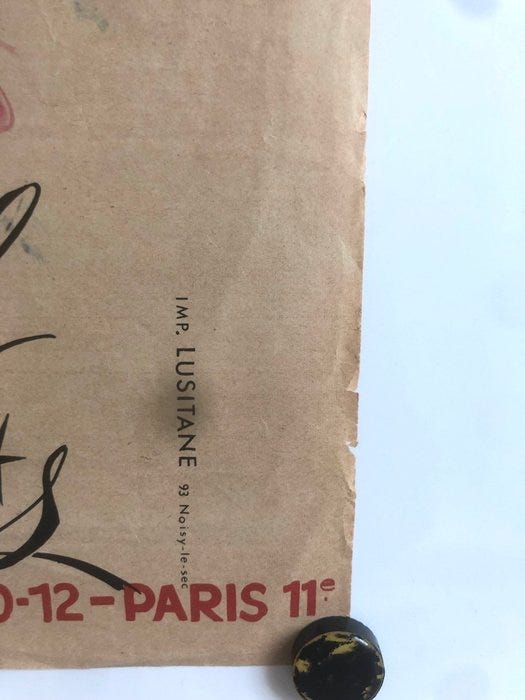 IMP. LUSITANE 93 Noisy-le-sec
0-12-PARIS 11e